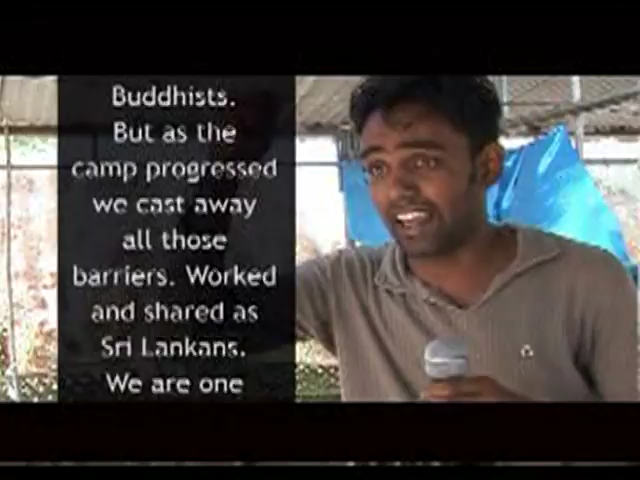 Buddhists.
But as the
camp progressed
we cast away
all those
barriers. Worked
and shared as
Sri Lankans.
We are one